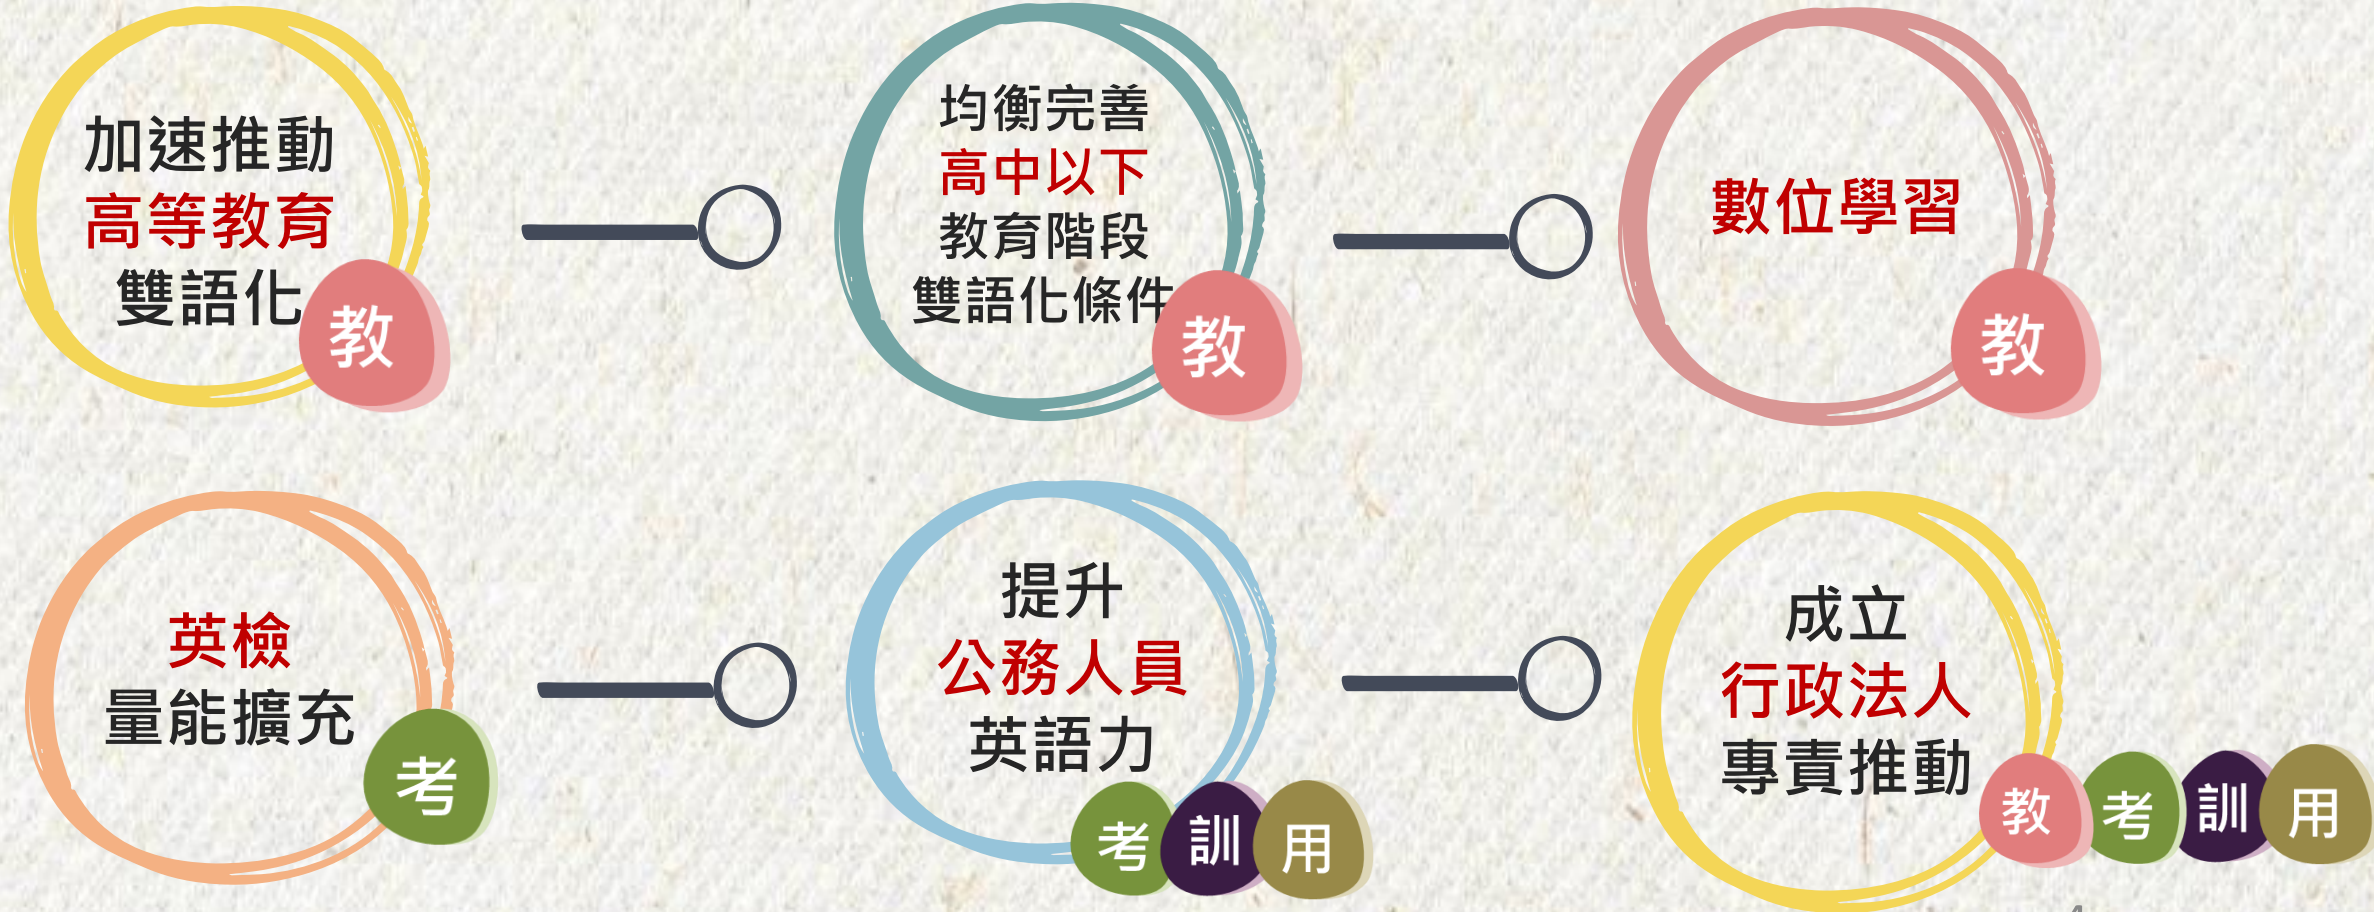 加速推動
高等教育
雙語化
教
均衡完善
高中以下
教育階段
雙語化條件
教
數位學習
教
英檢
量能擴充
考
提升
公務人員
英語力
考 訓 用
成立
行政法人
專責推動
教 考 訓 用